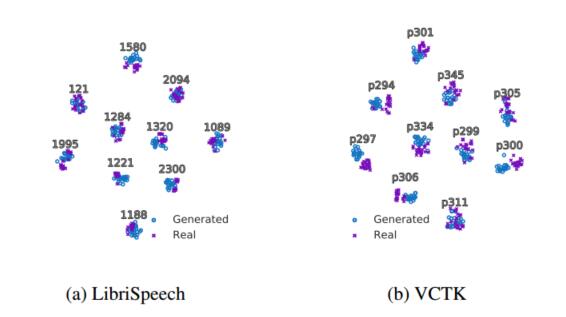 1580
2094
121
1284
1320
1089
1995
1221
2300
1188
Generated
Real
(a) LibriSpeech
p301
p345
p294
p305
p334
p299
p297
p300
p306
p311
Generated
Real
(b) VCTK